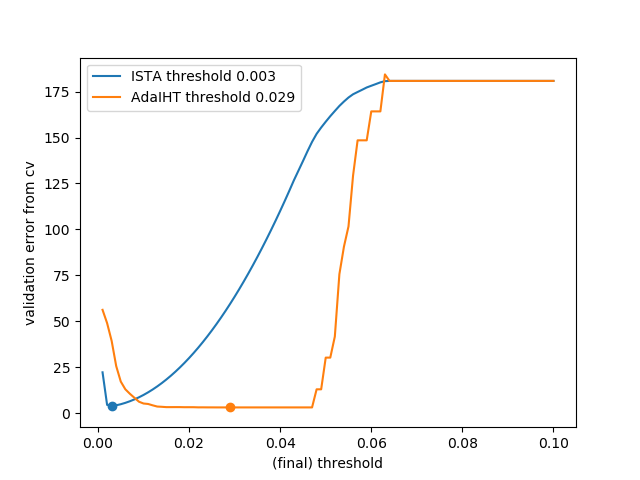 ISTA threshold 0.003
AdaIHT threshold 0.029
175
150
125
100
75
50
25
0
validation error from cv
0.00 0.02 0.04 0.06 0.08 0.10
(final) threshold